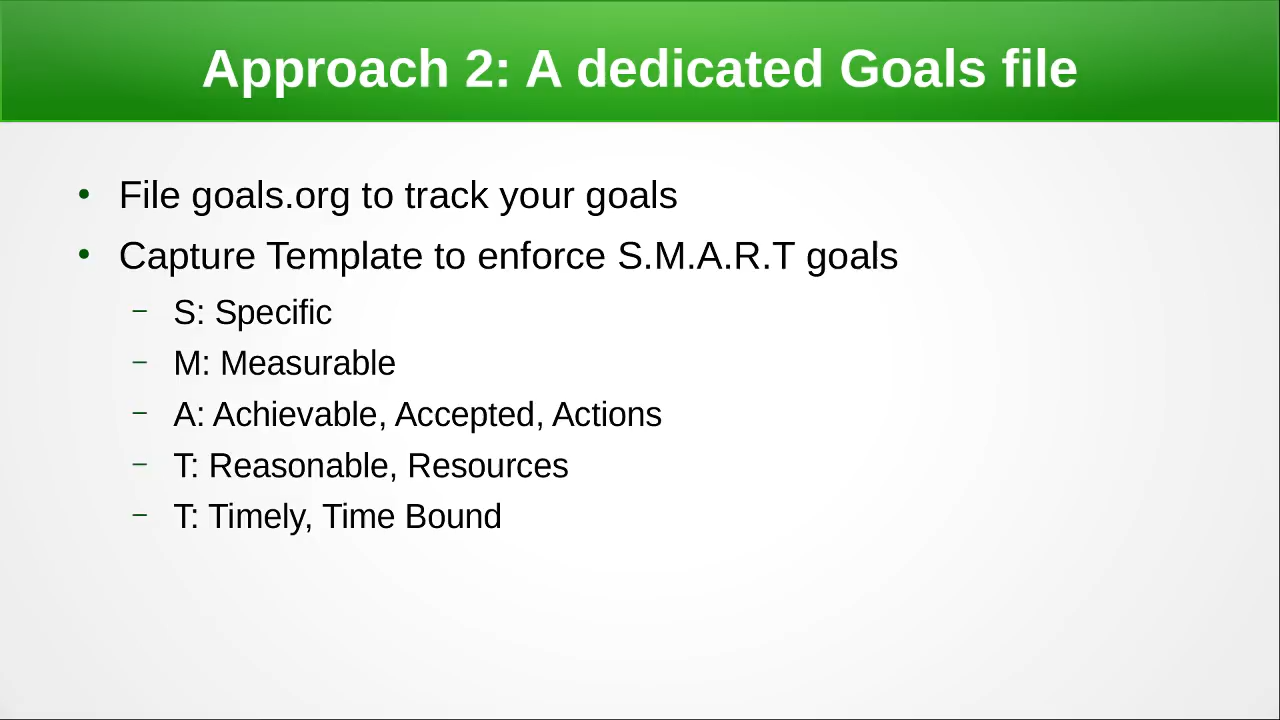 Approach 2: A dedicated Goals file
• File goals.org to track your goals
• Capture Template to enforce S.M.A.R.T goals
– S: Specific
– M: Measurable
– A: Achievable, Accepted, Actions
– T: Reasonable, Resources
– T: Timely, Time Bound